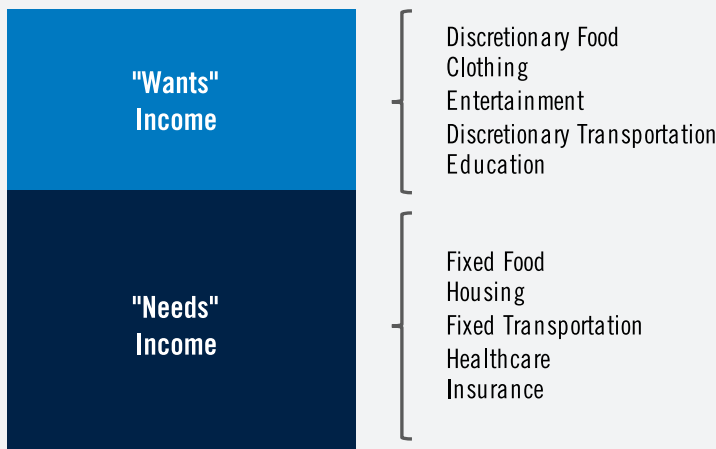 "Wants"
Income
Discretionary Food
Clothing
Entertainment
Discretionary Transportation
Education
"Needs"
Income
Fixed Food
Housing
Fixed Transportation
Healthcare
Insurance